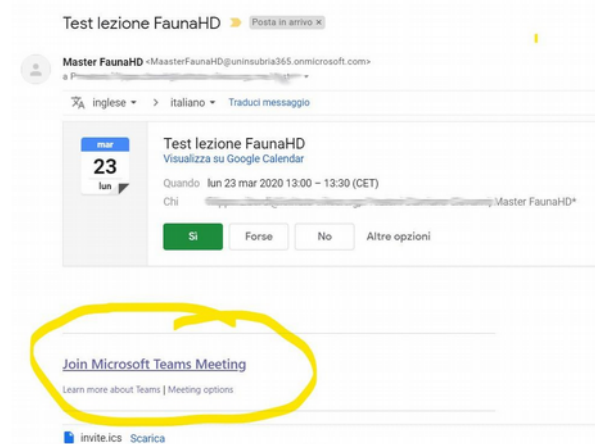 Test lezione FaunaHD Posta in arrivo ×
Master FaunaHD <MaasterFaunaHD@uninsubria365.onmicrosoft.com>
a
inglese > italiano Traduci messaggio
mar
23
lun
Test lezione FaunaHD
Visualizza su Google Calendar
Quando lun 23 mar 2020 13:00 – 13:30 (CET)
Chi Master FaunaHD*
Sì Forse No Altre opzioni
Join Microsoft Teams Meeting
Learn more about Teams | Meeting options
invite.ics Scarica